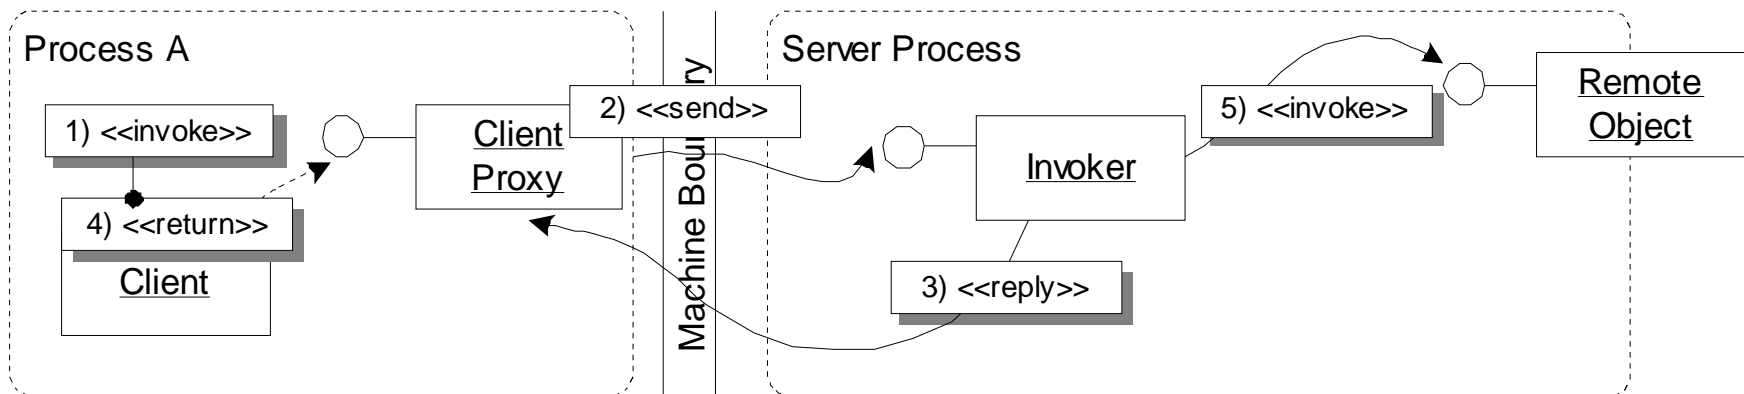 Process A
1) <<invoke>>
4) <<return>>
Client
Client
Proxy
2) <<send>>
Machine Boundary
Server Process
Invoker
3) <<reply>>
5) <<invoke>>
Remote
Object